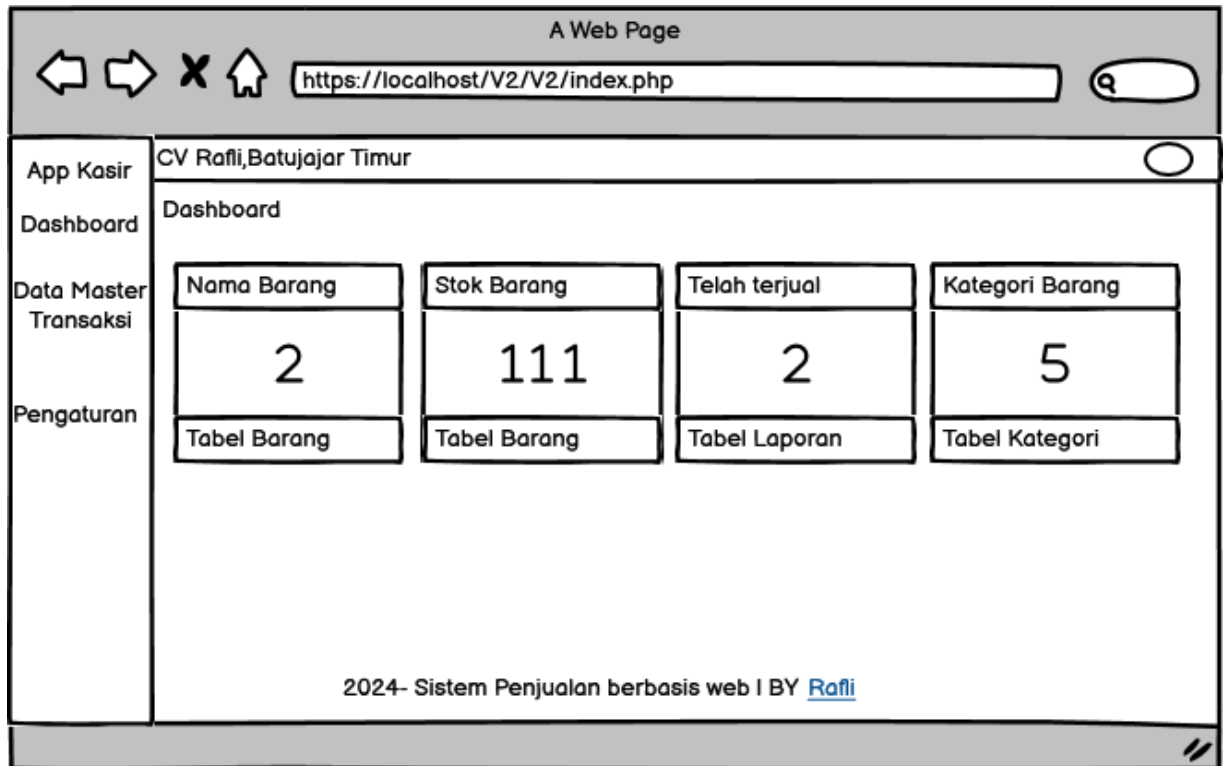 A Web Page
https://localhost/V2/V2/index.php
App Kasir
Dashboard
Data Master
Transaksi
Pengaturan
CV Rafli,Batujajar Timur
Dashboard
Nama Barang
2
Tabel Barang
Stok Barang
111
Tabel Barang
Telah terjual
2
Tabel Laporan
Kategori Barang
5
Tabel Kategori
2024- Sistem Penjualan berbasis web I BY Rafli